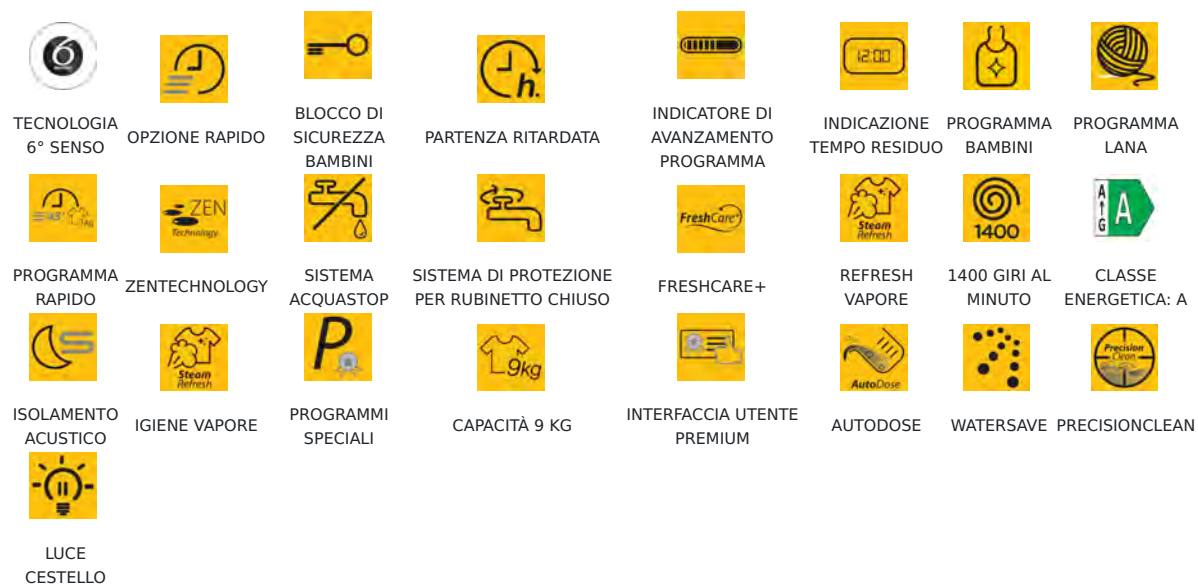 6
h.
12:00
TECNOLOGIA
6° SENSO
OPZIONE RAPIDO
BLOCCO DI
SICUREZZA
BAMBINI
PARTENZA RITARDATA
INDICATORE DI
AVANZAMENTO
PROGRAMMA
INDICAZIONE
TEMPO RESIDUO
PROGRAMMA
BAMBINI
PROGRAMMA
LANA
45'
ZEN
Technology
FreshCare+
Steam
Refresh
1400
A
G
A
PROGRAMMA
RAPIDO
ZENTECHNOLOGY
SISTEMA
ACQUASTOP
SISTEMA DI PROTEZIONE
PER RUBINETTO CHIUSO
FRESHCARE+
REFRESH
VAPORE
1400 GIRI AL
MINUTO
CLASSE
ENERGETICA: A
Steam
Refresh
P
9kg
AutoDose
Precision
Clean
ISOLAMENTO
ACUSTICO
IGIENE VAPORE
PROGRAMMI
SPECIALI
CAPACITÀ 9 KG
INTERFACCIA UTENTE
PREMIUM
AUTODOSE
WATERSAVE
PRECISIONCLEAN
LUCE
CESTELLO